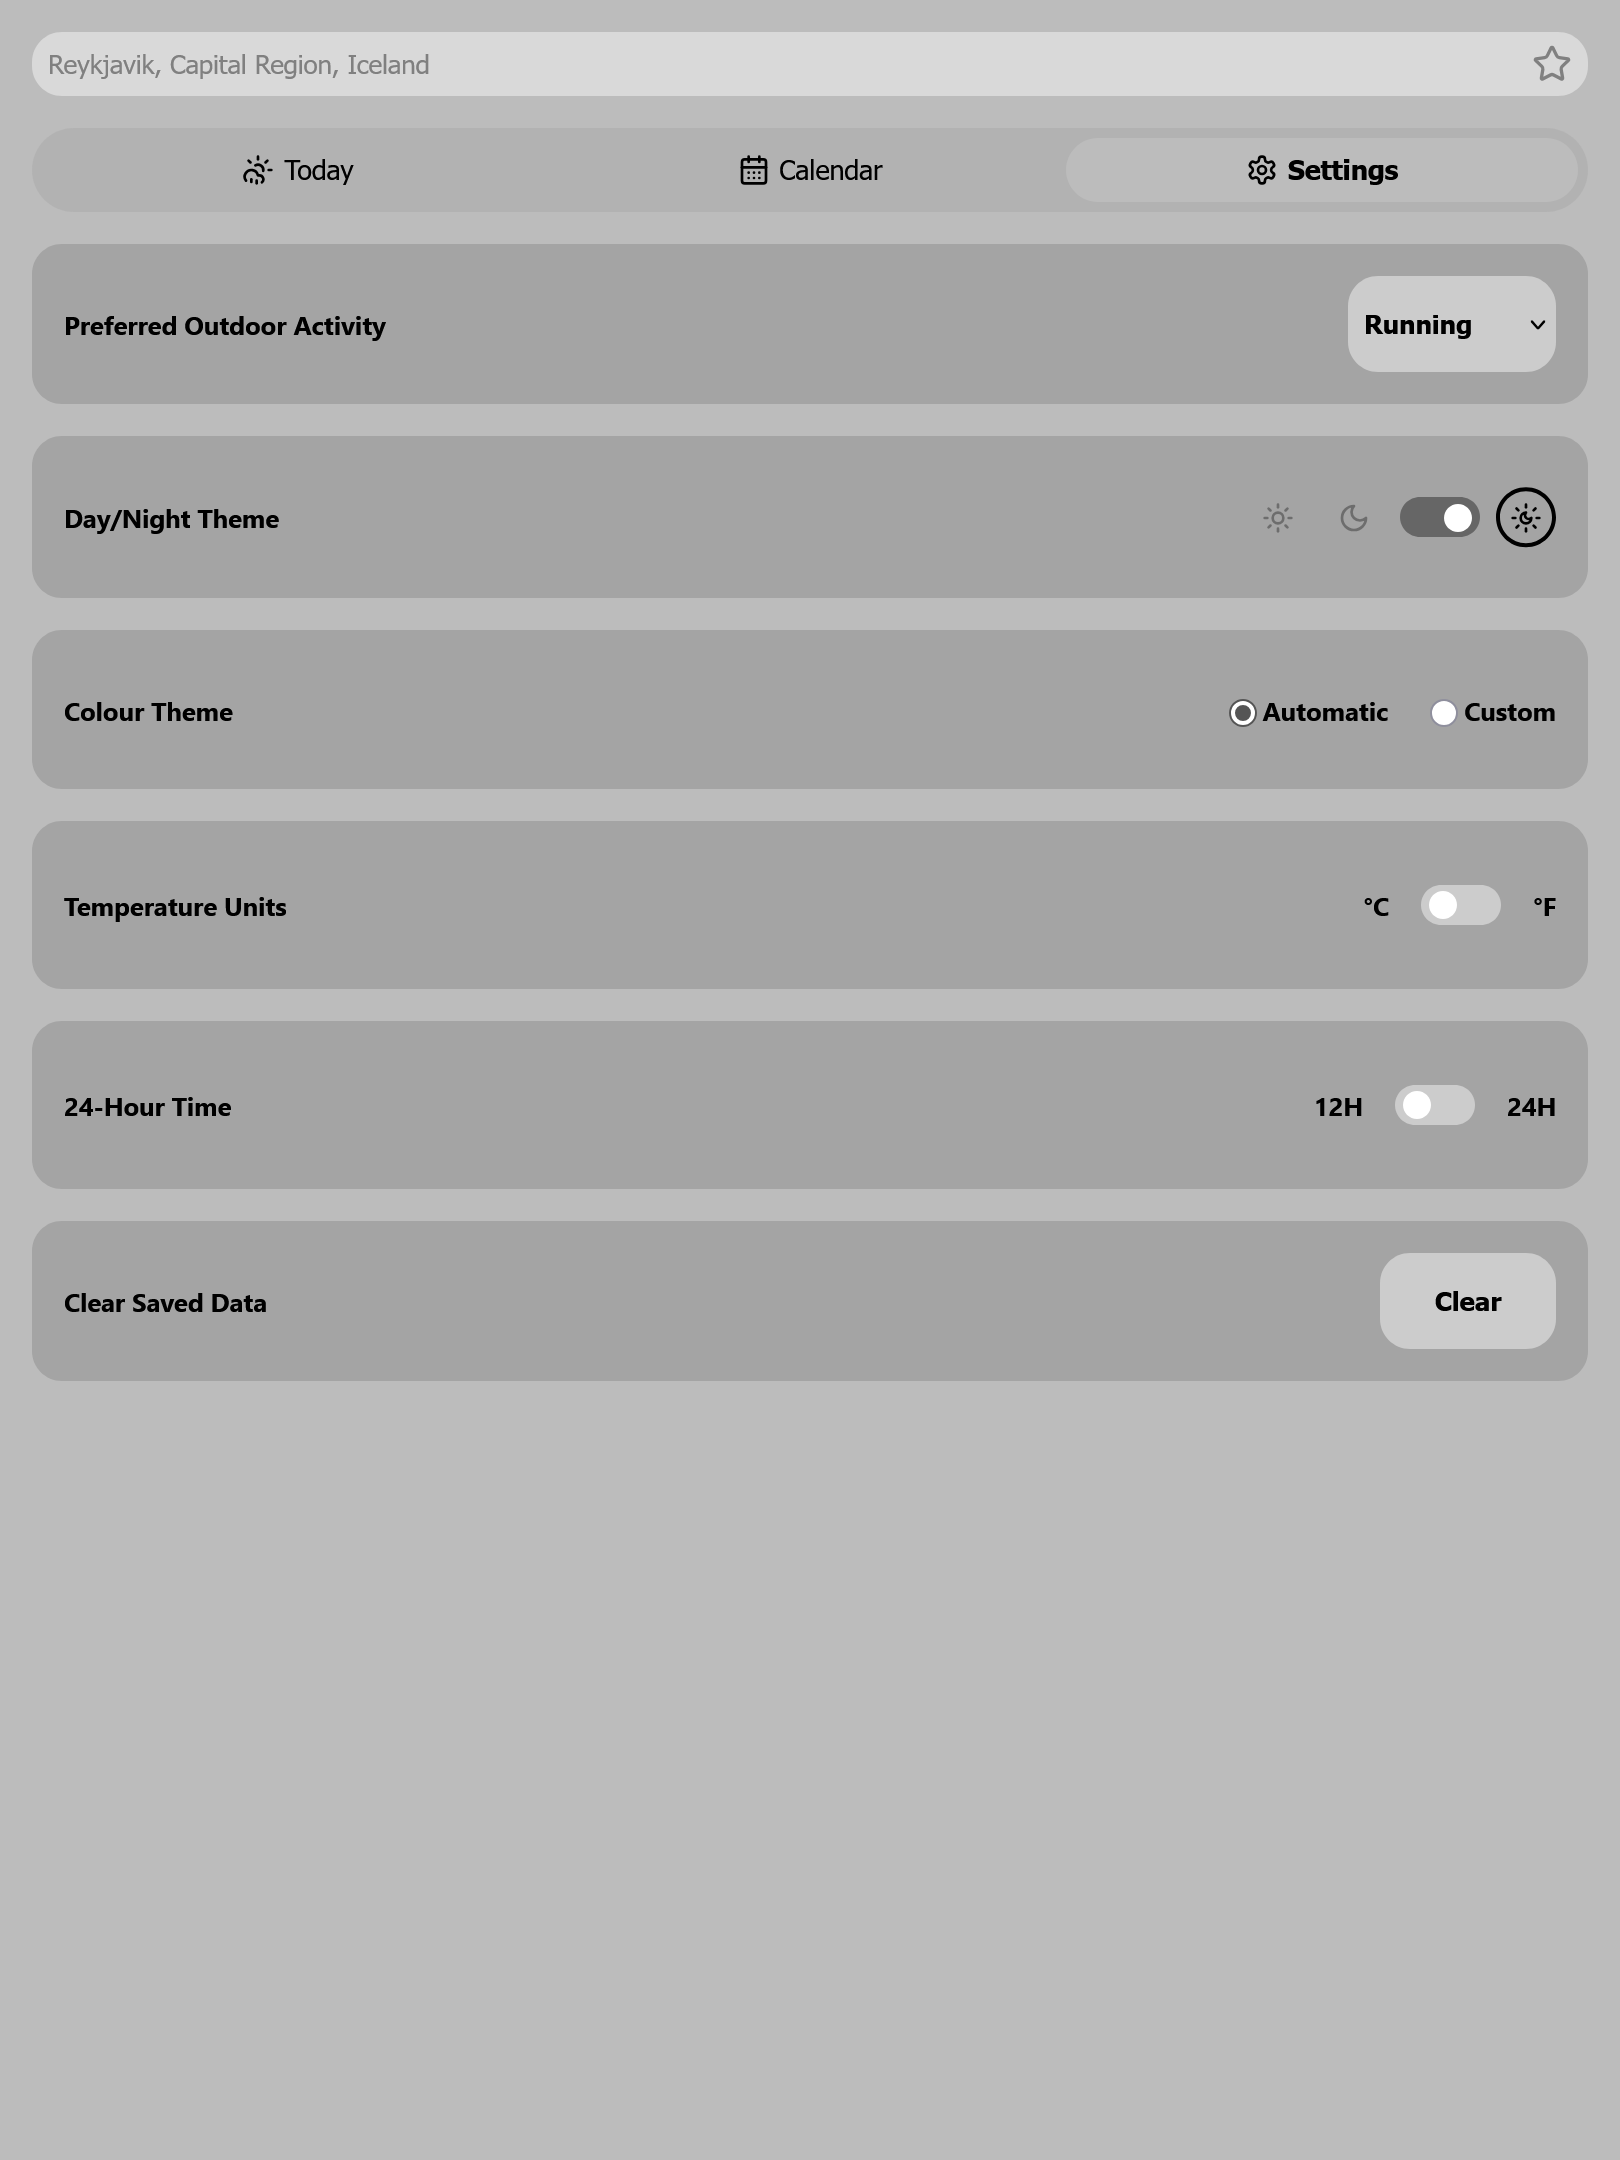 Reykjavik, Capital Region, Iceland
Today
Calendar
Settings
Preferred Outdoor Activity
Running
Day/Night Theme
Colour Theme
Automatic
Custom
Temperature Units
°C
°F
24-Hour Time
12H
24H
Clear Saved Data
Clear